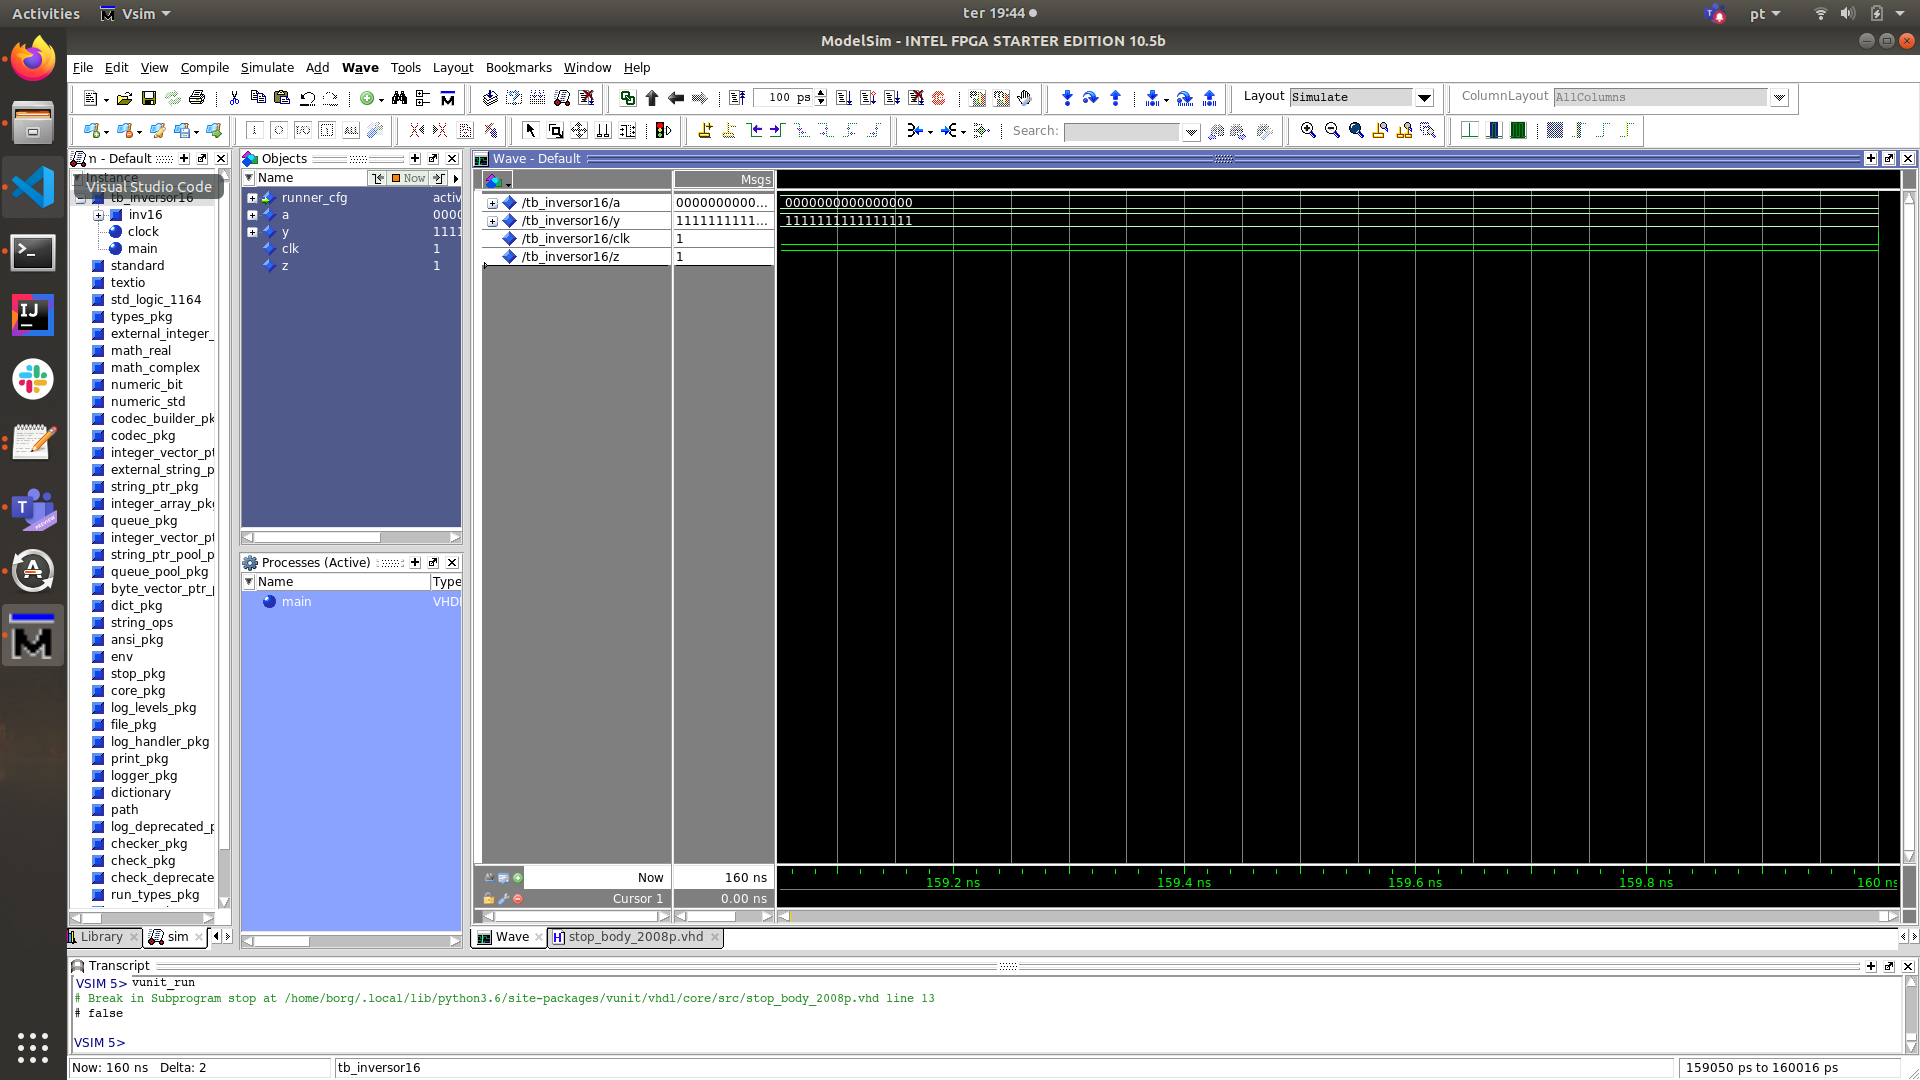 Activities Vsim ter 19:44 pt
ModelSim - INTEL FPGA STARTER EDITION 10.5b
File Edit View Compile Simulate Add Wave Tools Layout Bookmarks Window Help
100 ps Layout Simulate ColumnLayout AllColumns
Search:
Default
Instance
Visual Studio Code
tb_inversor16
inv16
clock
main
standard
textio
std_logic_1164
types_pkg
external_integer_
math_real
math_complex
numeric_bit
numeric_std
codec_builder_pk
codec_pkg
integer_vector_pt
external_string_p
string_ptr_pkg
integer_array_pk
queue_pkg
integer_vector_pt
string_ptr_pool_p
queue_pool_pkg
byte_vector_ptr_
dict_pkg
string_ops
ansi_pkg
env
stop_pkg
core_pkg
log_levels_pkg
file_pkg
log_handler_pkg
print_pkg
logger_pkg
dictionary
path
log_deprecated_p
checker_pkg
check_pkg
check_deprecate
run_types_pkg
Library sim
Objects
Name Now
runner_cfg activ
a 0000
y 1111
clk 1
z 1
Processes (Active)
Name Type
main VHD
Wave - Default
Msgs
/tb_inversor16/a 0000000000... 0000000000000000
/tb_inversor16/y 1111111111... 1111111111111111
/tb_inversor16/clk 1
/tb_inversor16/z 1
Now 160 ns 159.2 ns 159.4 ns 159.6 ns 159.8 ns 160 ns
Cursor 1 0.00 ns
Wave stop_body_2008p.vhd
Transcript
VSIM 5> vunit_run
# Break in Subprogram stop at /home/borg/.local/lib/python3.6/site-packages/vunit/vhdl/core/src/stop_body_2008p.vhd line 13
# false
VSIM 5>
Now: 160 ns Delta: 2 tb_inversor16 159050 ps to 160016 ps